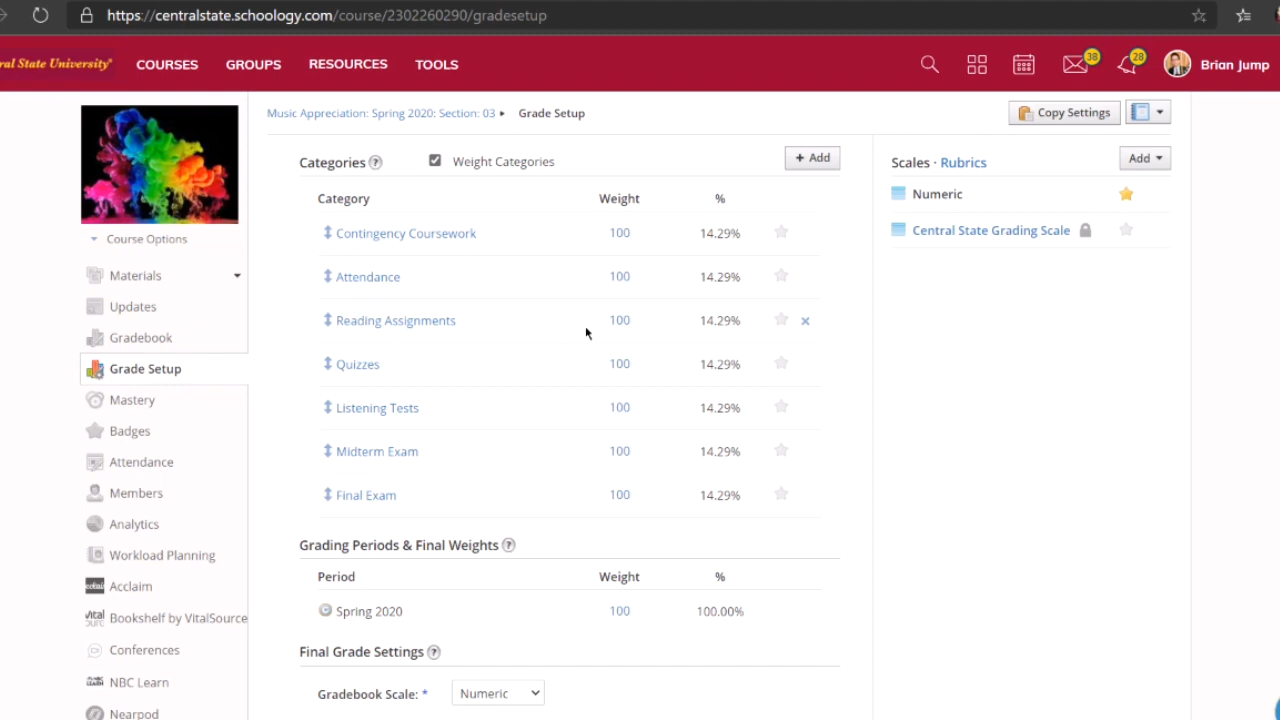 https://centralstate.schoology.com/course/2302260290/gradesetup
ral State University
COURSES GROUPS RESOURCES TOOLS
38
28
Brian Jump
Music Appreciation: Spring 2020: Section: 03 ▸ Grade Setup
Copy Settings
Course Options
Materials
Updates
Gradebook
Grade Setup
Mastery
Badges
Attendance
Members
Analytics
Workload Planning
Acclaim
Bookshelf by VitalSource
Conferences
NBC Learn
Nearpod
Categories ? Weight Categories + Add
Category Weight %
Contingency Coursework 100 14.29%
Attendance 100 14.29%
Reading Assignments 100 14.29% ×
Quizzes 100 14.29%
Listening Tests 100 14.29%
Midterm Exam 100 14.29%
Final Exam 100 14.29%
Grading Periods & Final Weights ?
Period Weight %
Spring 2020 100 100.00%
Final Grade Settings ?
Gradebook Scale: * Numeric
Scales · Rubrics Add
Numeric
Central State Grading Scale